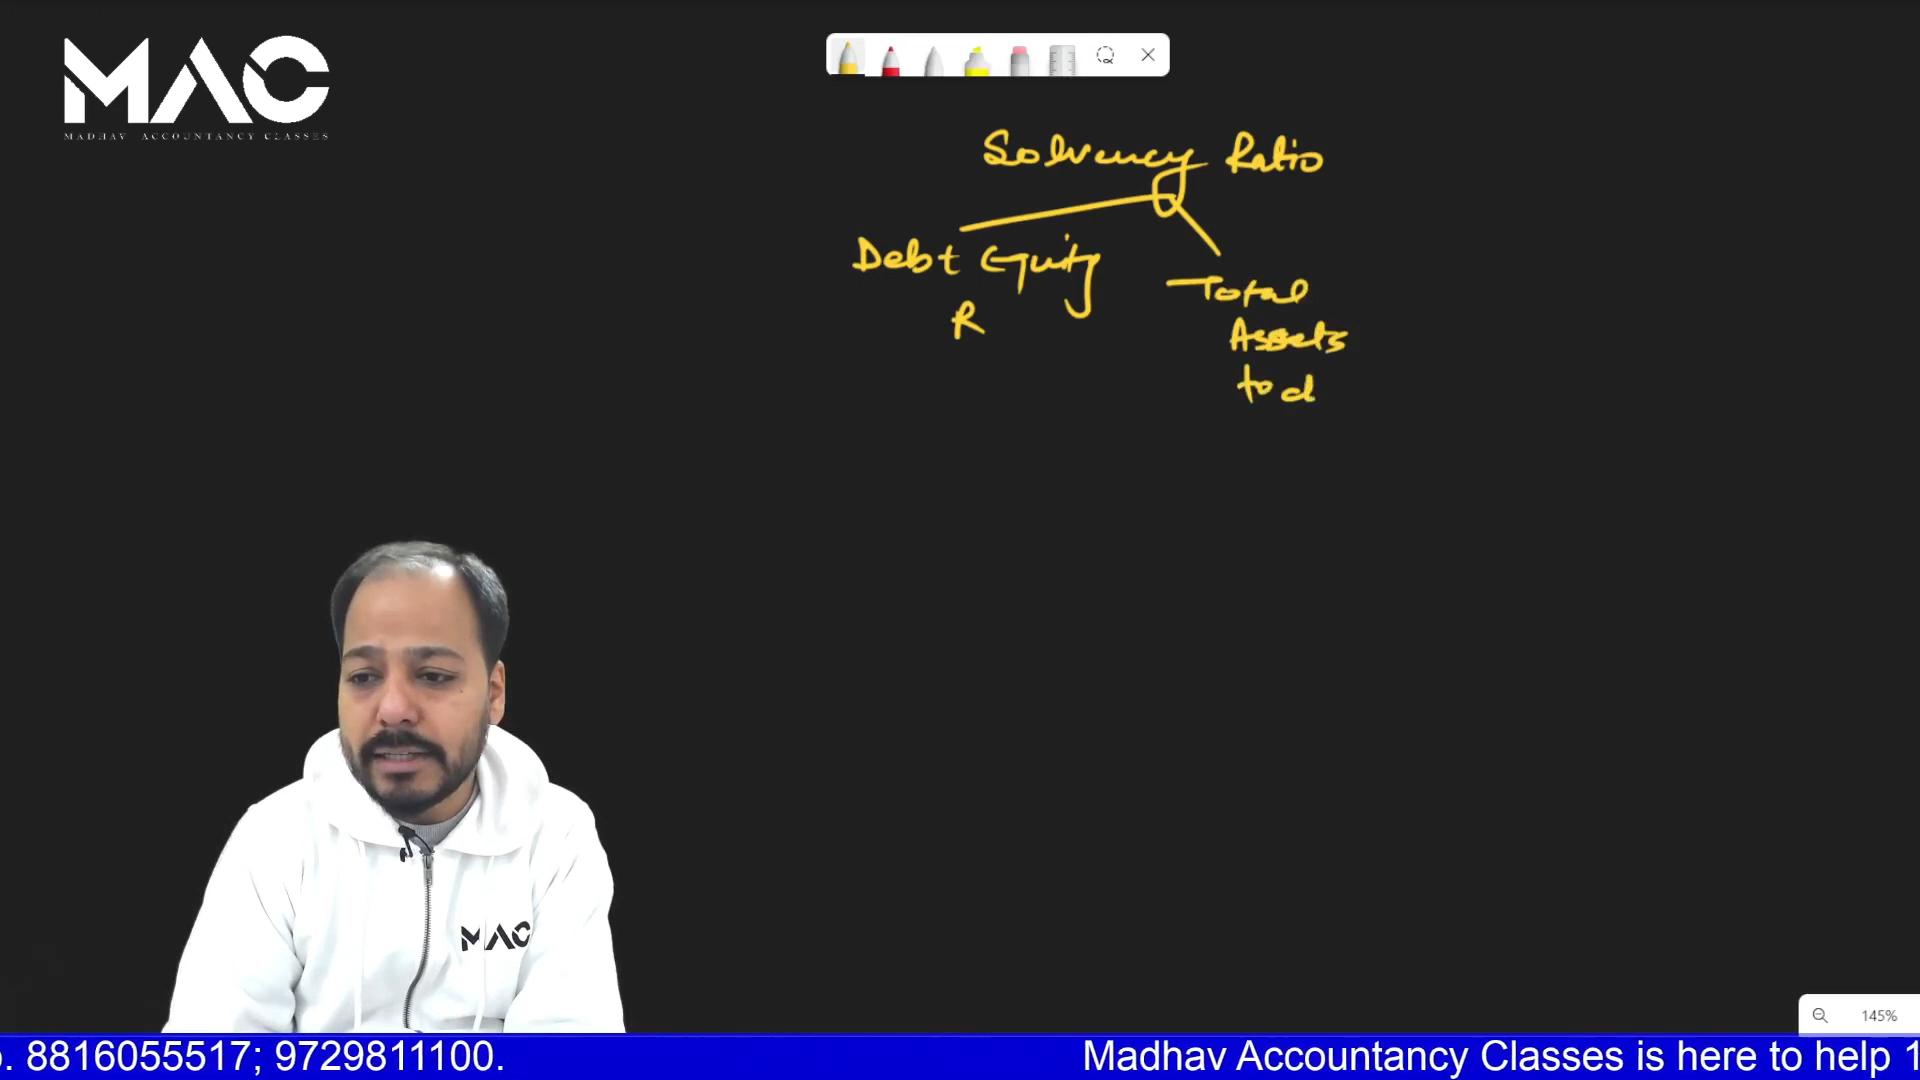 MAC
MADHAV ACCOUNTANCY CLASSES
Solvency Ratio
Debt Equity
R
Total
Assets
to d
MAC
145%
. 8816055517; 9729811100.
Madhav Accountancy Classes is here to help 1